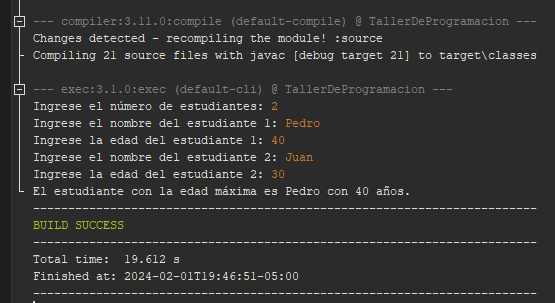 --- compiler:3.11.0:compile (default-compile) @ TallerDeProgramacion ---
Changes detected - recompiling the module! :source
Compiling 21 source files with javac [debug target 21] to target\classes
--- exec:3.1.0:exec (default-cli) @ TallerDeProgramacion ---
Ingrese el número de estudiantes: 2
Ingrese el nombre del estudiante 1: Pedro
Ingrese la edad del estudiante 1: 40
Ingrese el nombre del estudiante 2: Juan
Ingrese la edad del estudiante 2: 30
El estudiante con la edad máxima es Pedro con 40 años.
------------------------------------------------------------------------
BUILD SUCCESS
------------------------------------------------------------------------
Total time:  19.612 s
Finished at: 2024-02-01T19:46:51-05:00
------------------------------------------------------------------------